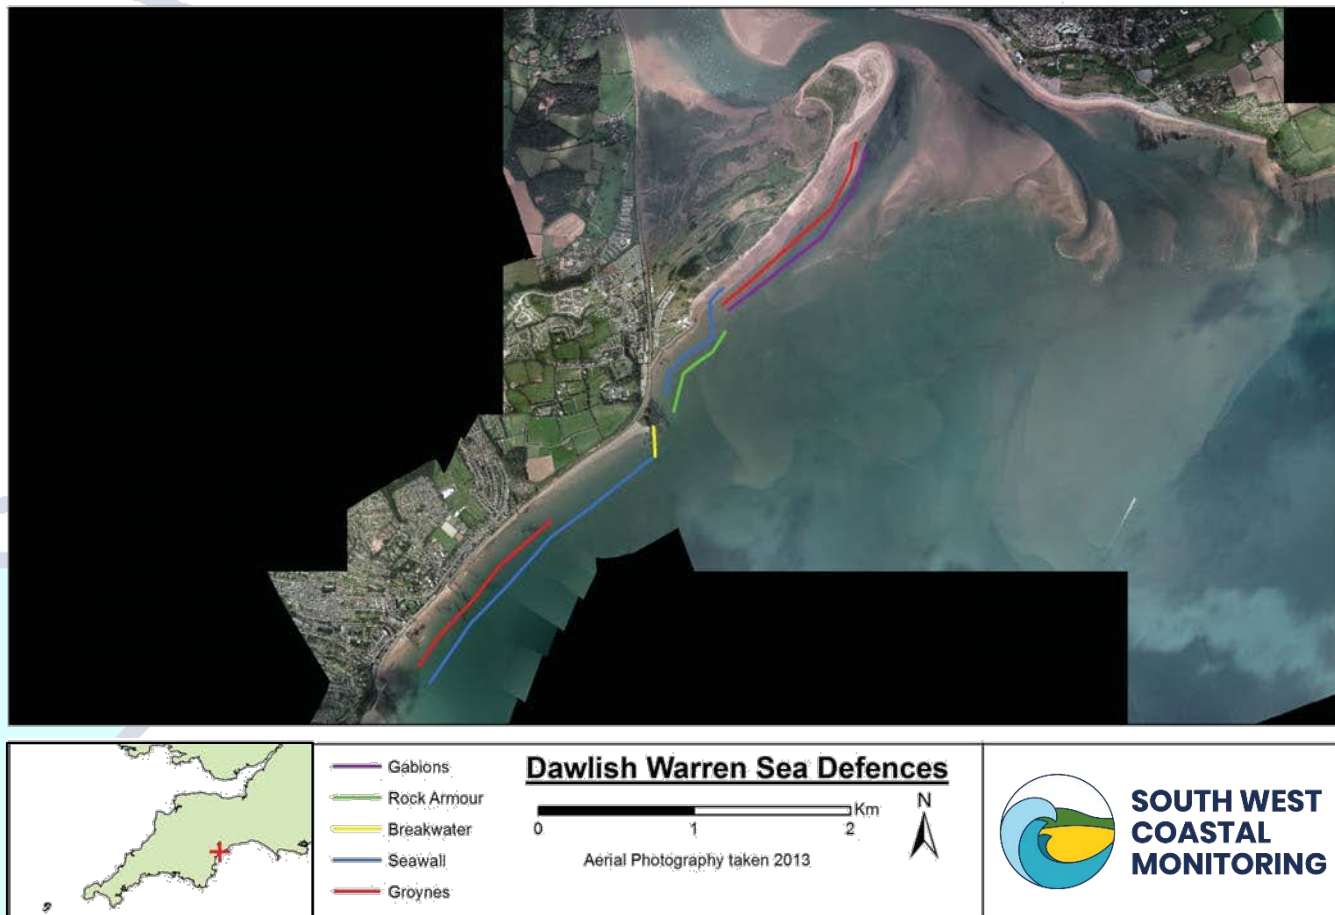 Gabions
Rock Armour
Breakwater
Seawall
Groynes
Dawlish Warren Sea Defences
Km
0 1 2
Aerial Photography taken 2013
N
SOUTH WEST
COASTAL
MONITORING